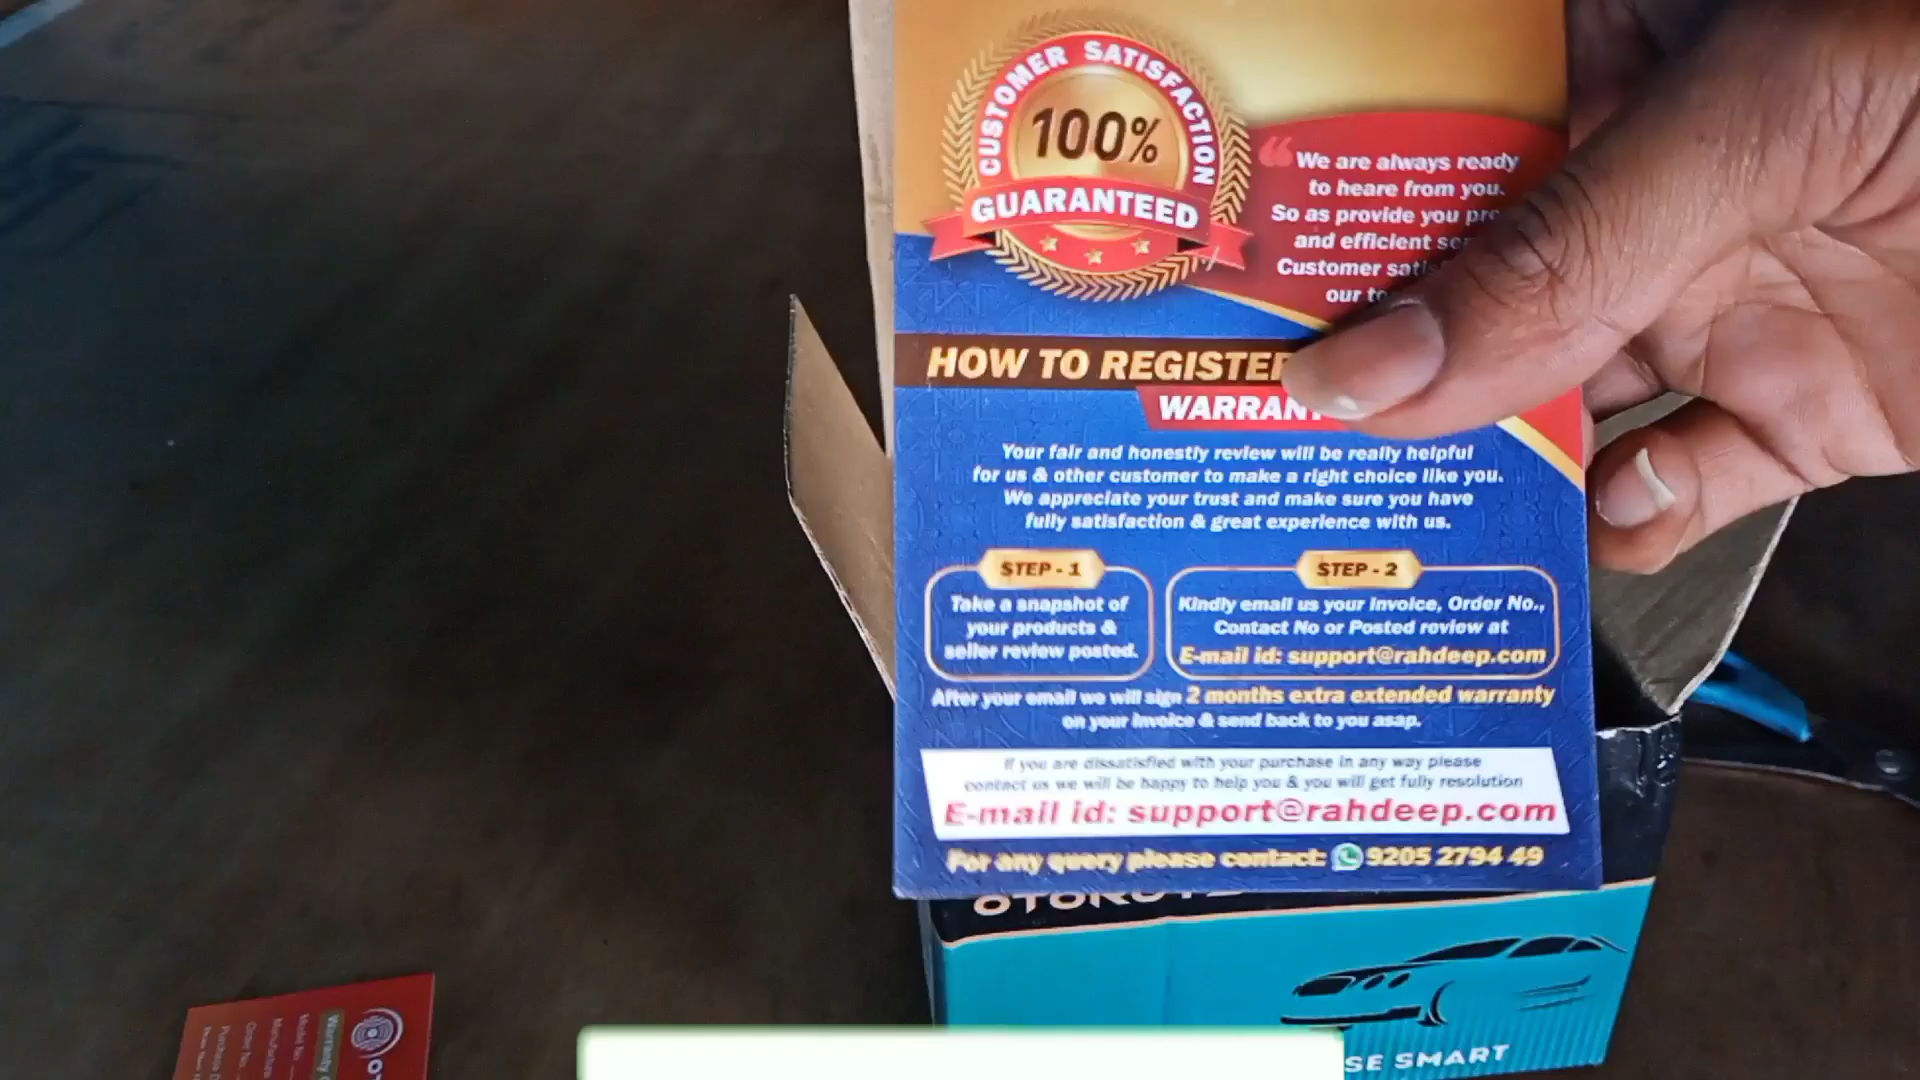 CUSTOMER SATISFACTION
100%
GUARANTEED
We are always ready
to heare from you.
So as provide you
and efficient
Customer
our
HOW TO REGISTER
Your fair and honestly review will be really helpful
for us & other customer to make a right choice like you.
We appreciate your trust and make sure you have
fully satisfaction & great experience with us.
STEP - 1
Take a snapshot of
your products &
seller review posted.
STEP - 2
Kindly email us your Invoice, Order No.,
Contact No or Posted review at
E-mail id: support@rahdeep.com
After your email we will sign 2 months extra extended warranty
on your invoice & send back to you asap.
If you are dissatisfied with your purchase in any way please
contact us we will be happy to help you & you will get fully resolution
E-mail id: support@rahdeep.com
For any query please contact: 9205 2794 49
SMART
Warranty
Model No
Order No.